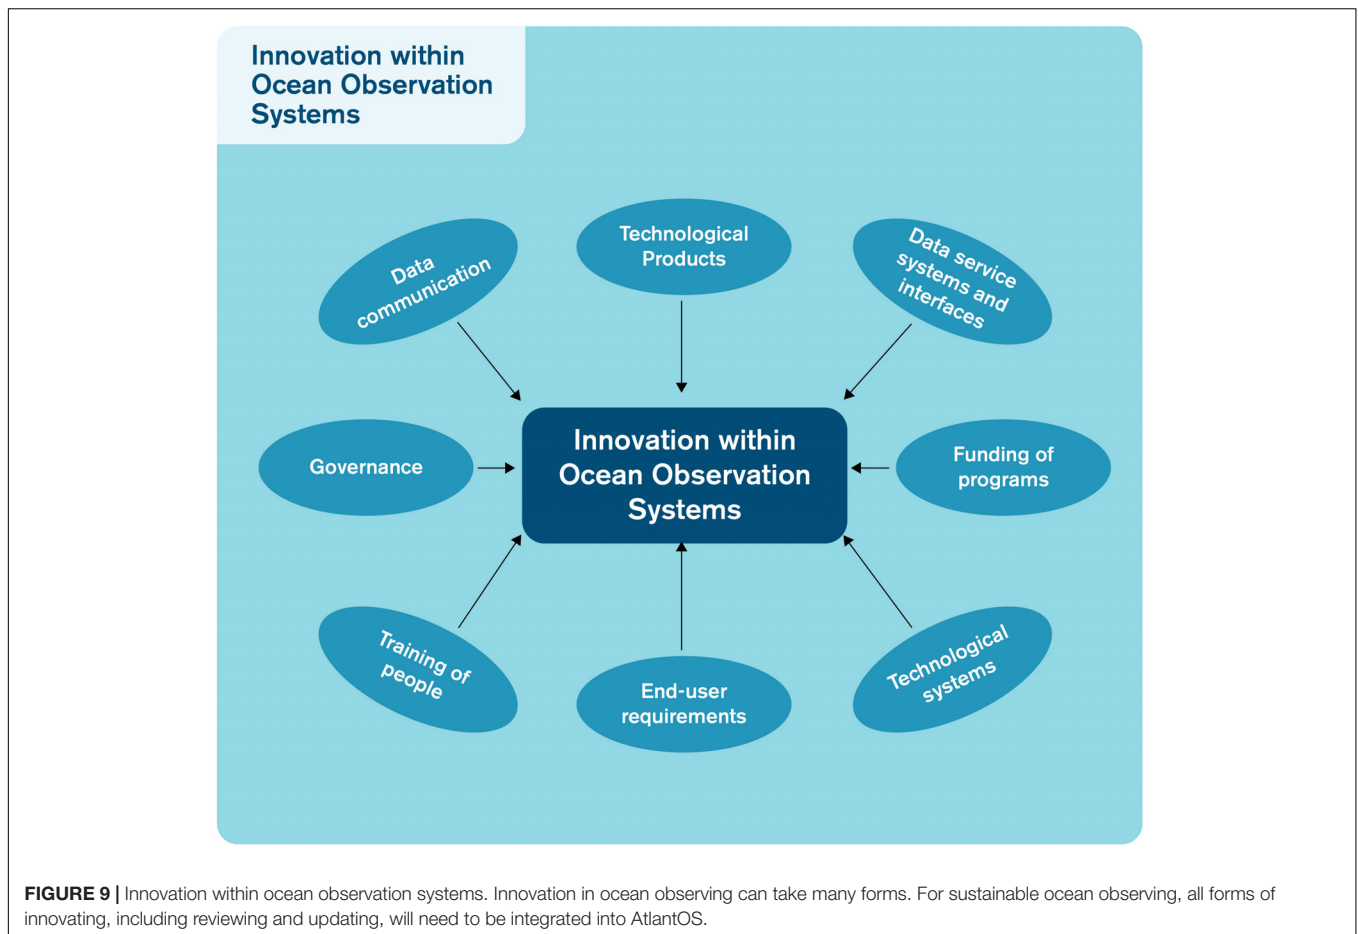 Innovation within
Ocean Observation
Systems
Technological
Products
Data
communication
Data service
systems and
interfaces
Innovation within
Ocean Observation
Systems
Governance
Funding of
programs
Training of
people
End-user
requirements
Technological
systems
FIGURE 9 | Innovation within ocean observation systems. Innovation in ocean observing can take many forms. For sustainable ocean observing, all forms of
innovating, including reviewing and updating, will need to be integrated into AtlantOS.